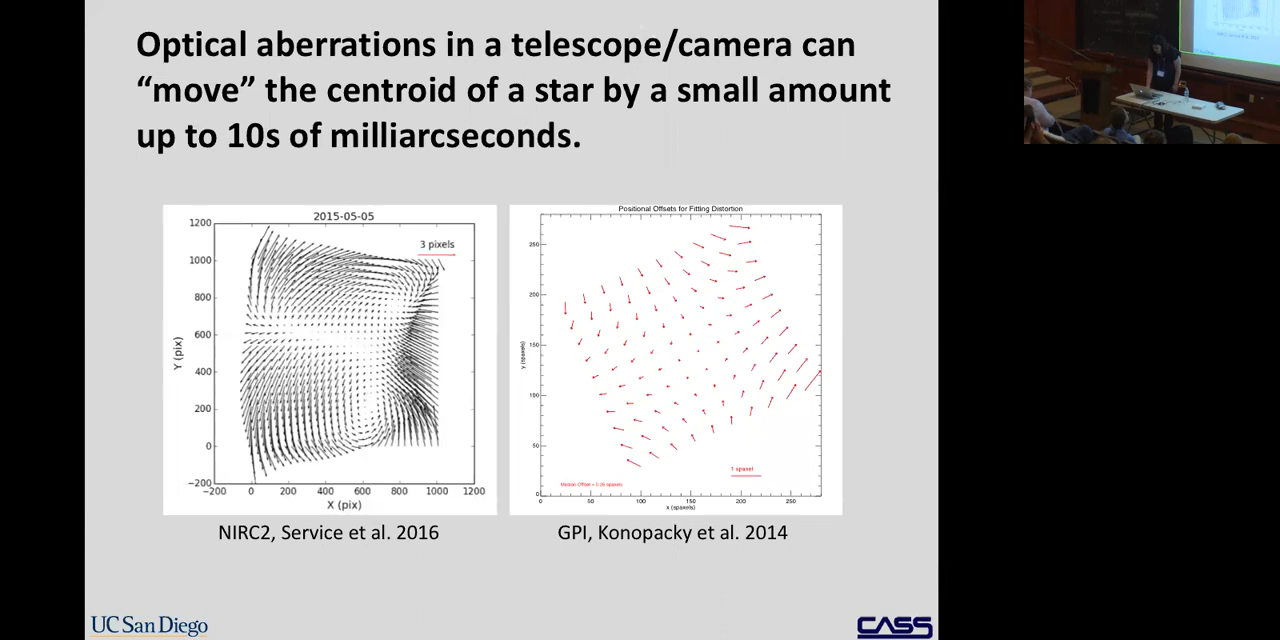 Optical aberrations in a telescope/camera can
“move” the centroid of a star by a small amount
up to 10s of milliarcseconds.
2015-05-05
3 pixels
1200
1000
800
600
400
200
0
−200
Y (pix)
−200 0 200 400 600 800 1000 1200
X (pix)
NIRC2, Service et al. 2016
Positional Offsets for Fitting Distortion
250
200
150
100
50
0
y (spaxels)
1 spaxel
0 50 100 150 200 250
x (spaxels)
GPI, Konopacky et al. 2014
UC San Diego
CASS